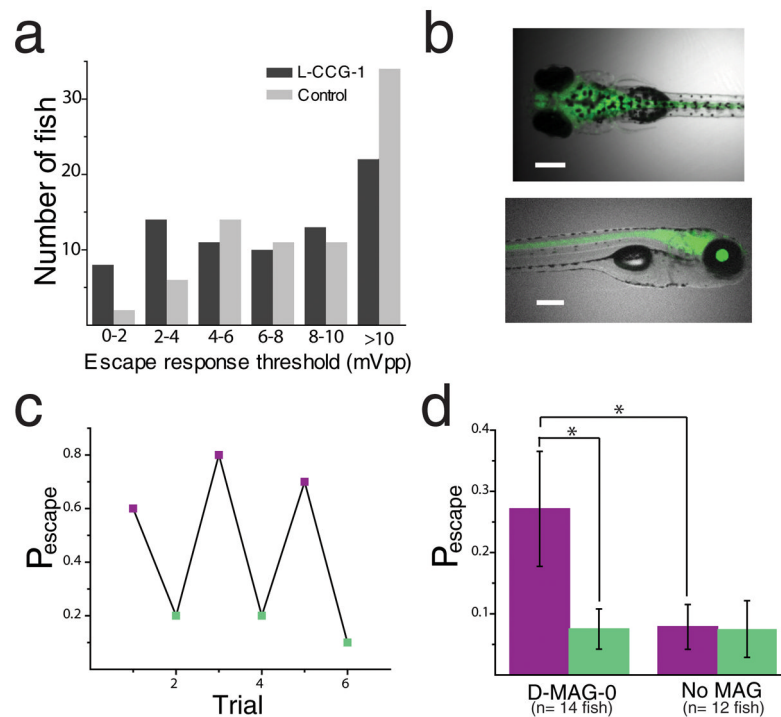 a
L-CCG-1
Control
Number of fish
30
20
10
0-2 2-4 4-6 6-8 8-10 >10
Escape response threshold (mVpp)
b
c
Pescape
0.8
0.6
0.4
0.2
2 4 6
Trial
d
Pescape
0.4
0.3
0.2
0.1
*
*
D-MAG-0
(n= 14 fish)
No MAG
(n= 12 fish)